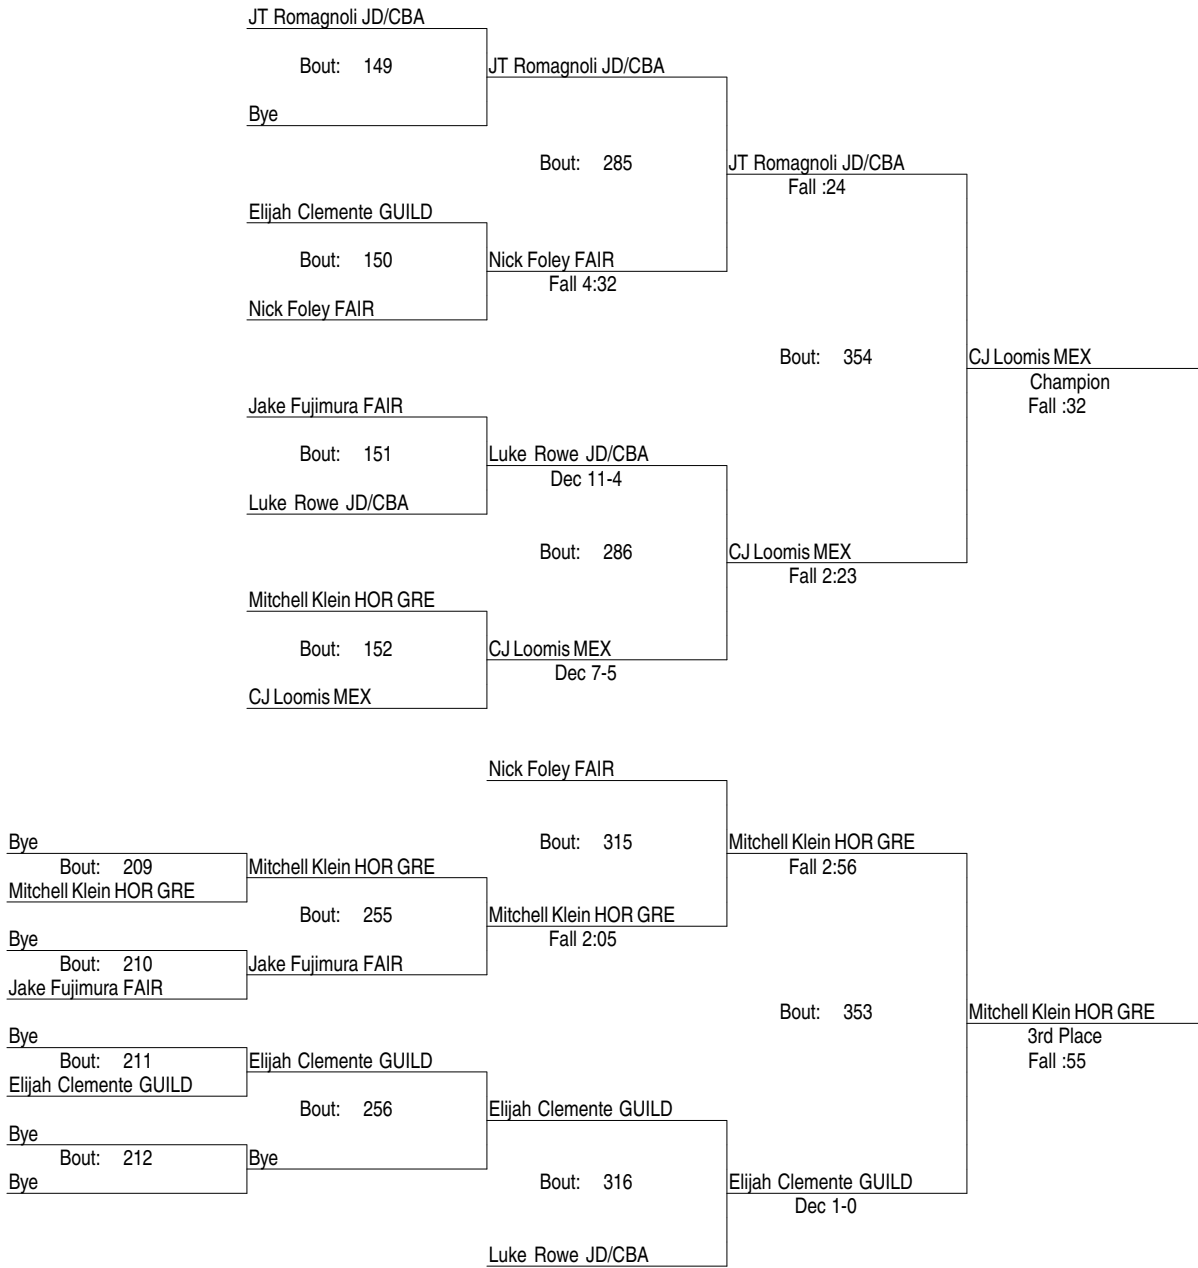 JT Romagnoli JD/CBA
Bout: 149
JT Romagnoli JD/CBA
Bye
Bout: 285
JT Romagnoli JD/CBA
Fall :24
Elijah Clemente GUILD
Bout: 150
Nick Foley FAIR
Fall 4:32
Nick Foley FAIR
Bout: 354
CJ Loomis MEX
Champion
Fall :32
Jake Fujimura FAIR
Bout: 151
Luke Rowe JD/CBA
Dec 11-4
Luke Rowe JD/CBA
Bout: 286
CJ Loomis MEX
Fall 2:23
Mitchell Klein HOR GRE
Bout: 152
CJ Loomis MEX
Dec 7-5
CJ Loomis MEX
Nick Foley FAIR
Bye
Bout: 315
Mitchell Klein HOR GRE
Fall 2:56
Bout: 209
Mitchell Klein HOR GRE
Mitchell Klein HOR GRE
Bout: 255
Mitchell Klein HOR GRE
Fall 2:05
Bye
Bout: 210
Jake Fujimura FAIR
Jake Fujimura FAIR
Bout: 353
Mitchell Klein HOR GRE
3rd Place
Fall :55
Bye
Bout: 211
Elijah Clemente GUILD
Elijah Clemente GUILD
Bout: 256
Elijah Clemente GUILD
Bye
Bout: 212
Bye
Bye
Bout: 316
Elijah Clemente GUILD
Dec 1-0
Luke Rowe JD/CBA